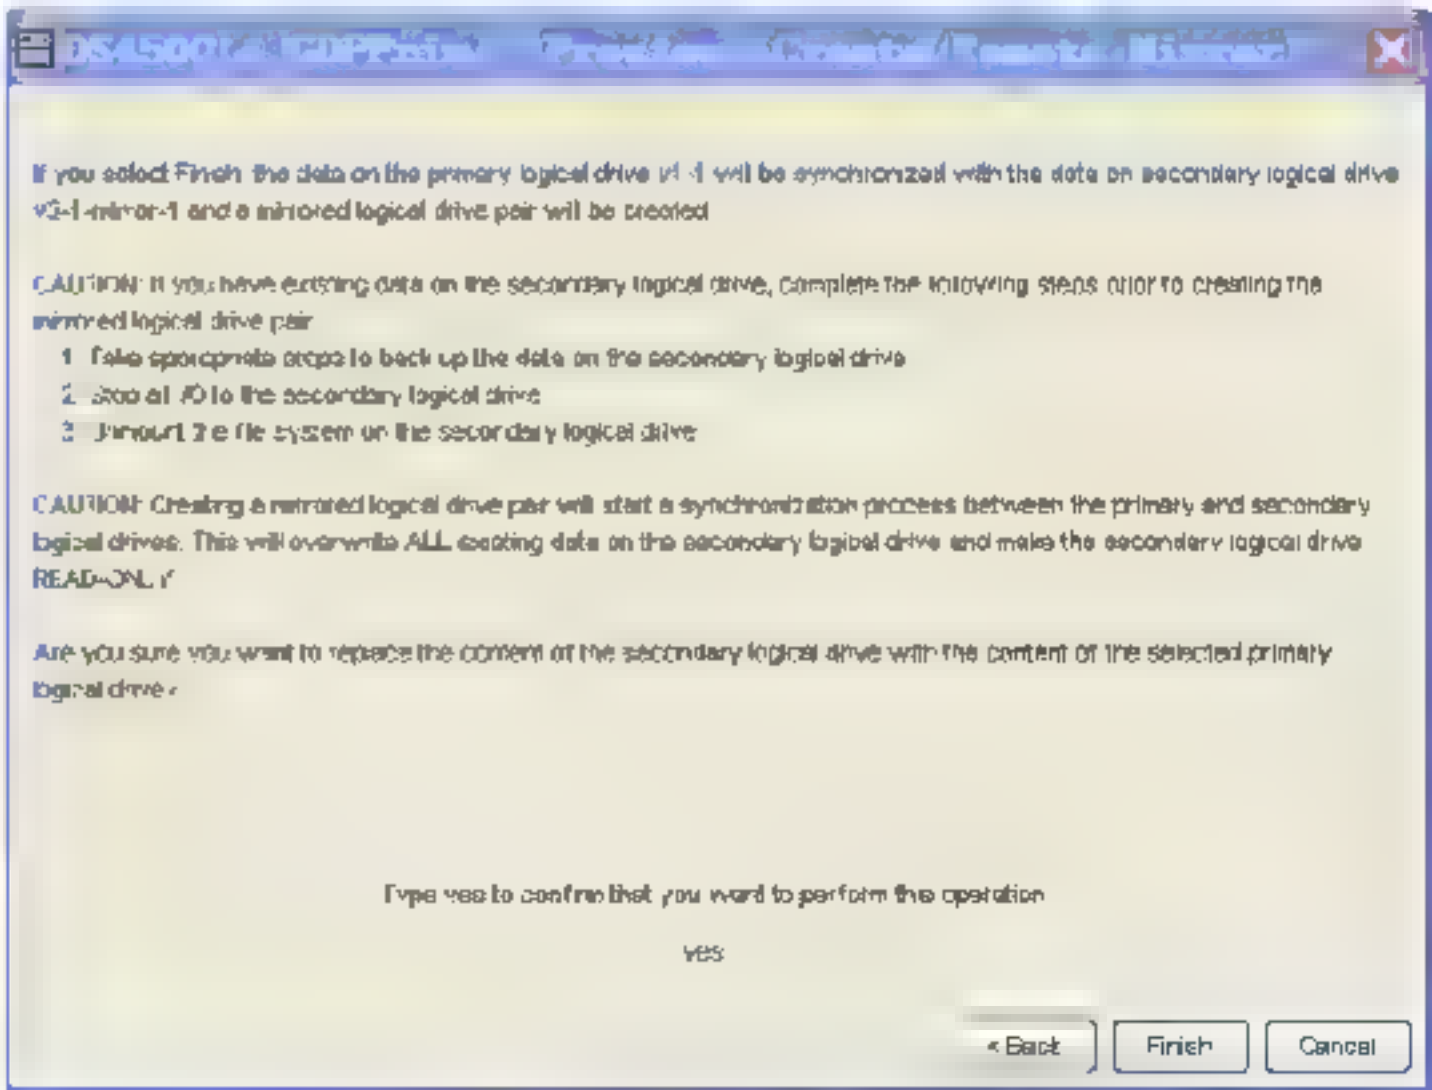 If you select Finish the data on the primary logical drive will be synchronized with the data on secondary logical drive
and a mirrored logical drive pair will be created
CAUTION: If you have existing data on the secondary logical drive, complete the following steps prior to creating the
mirrored logical drive pair
1 Take appropriate steps to back up the data on the secondary logical drive
2 Stop all I/O to the secondary logical drive
3 Unmount the file system on the secondary logical drive
CAUTION: Creating a mirrored logical drive pair will start a synchronization process between the primary and secondary
logical drives. This will overwrite ALL existing data on the secondary logical drive and make the secondary logical drive
READ-ONLY
Are you sure you want to replace the content of the secondary logical drive with the content of the selected primary
logical drive?
Type yes to confirm that you want to perform this operation
yes
< Back
Finish
Cancel